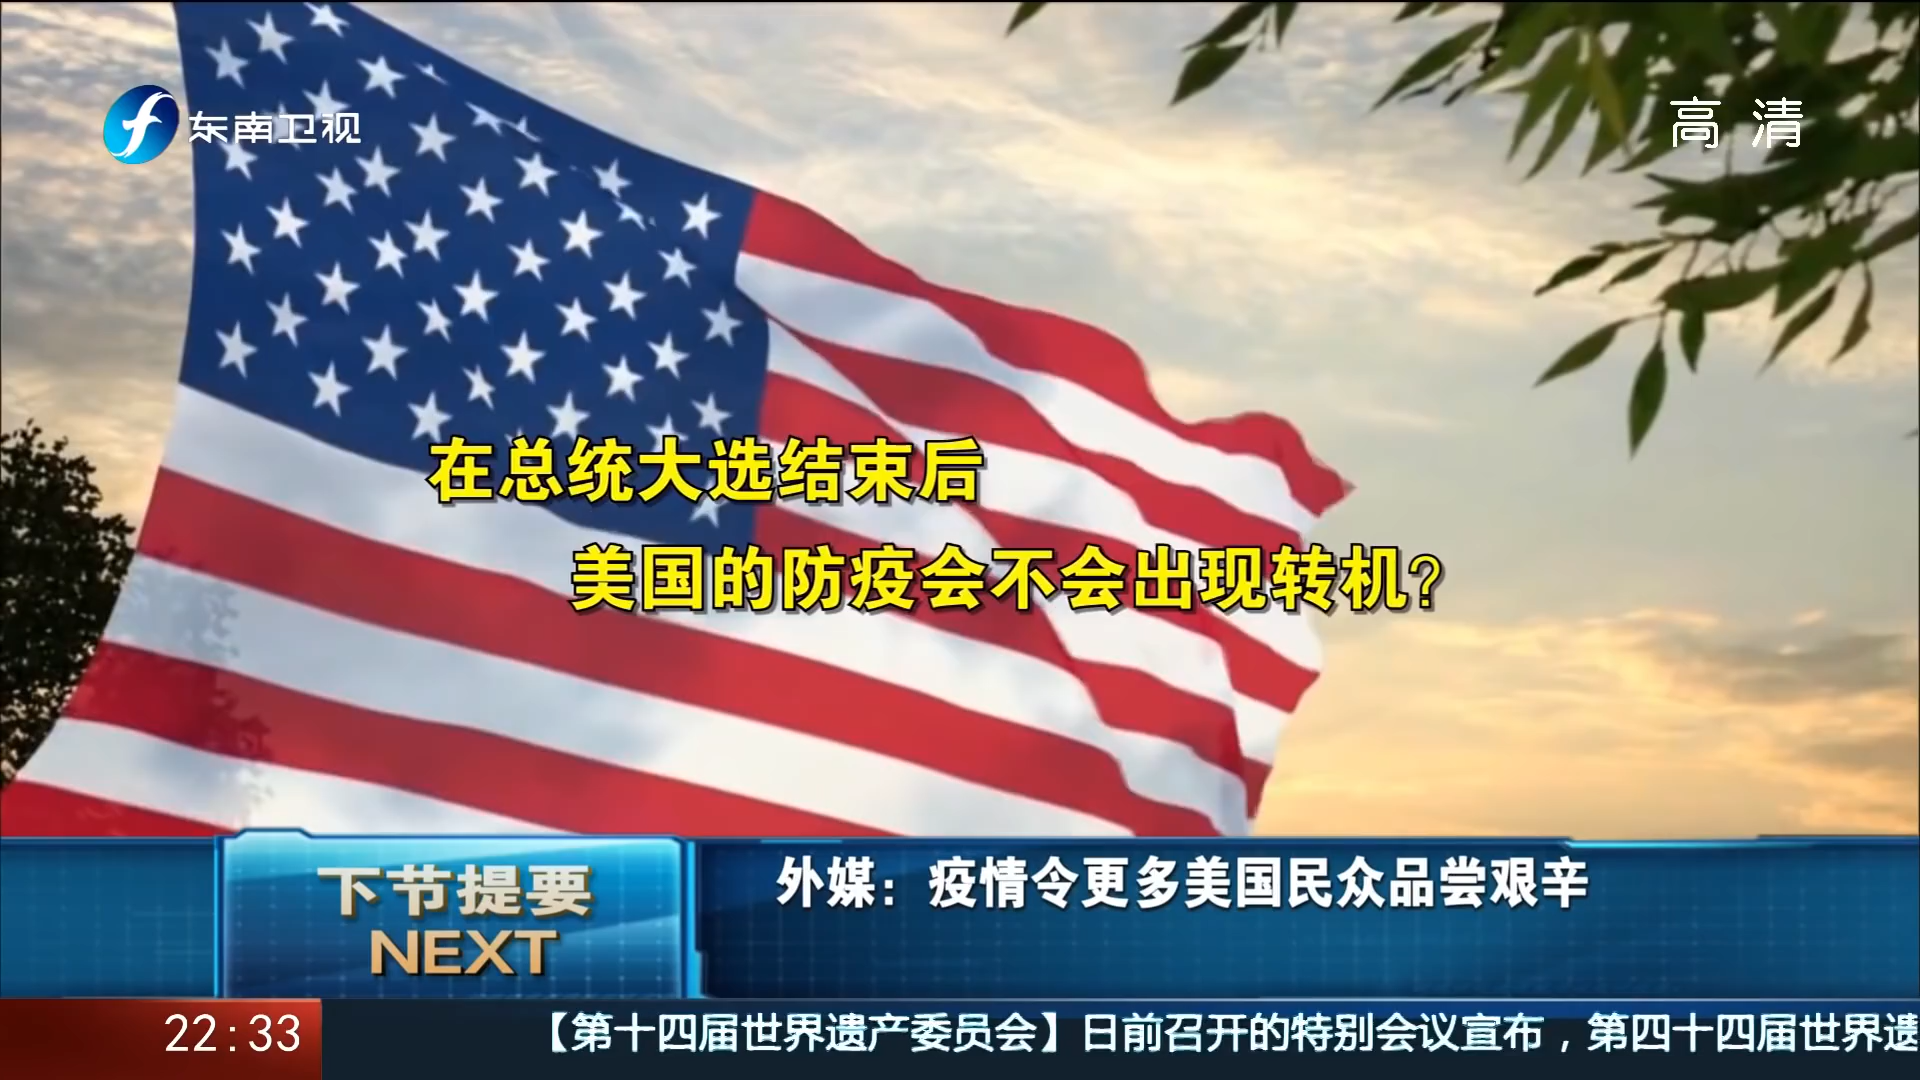 东南卫视
高清
在总统大选结束后
美国的防疫会不会出现转机?
下节提要
NEXT
外媒：疫情令更多美国民众品尝艰辛
22:33
【第十四届世界遗产委员会】日前召开的特别会议宣布，第四十四届世界遗